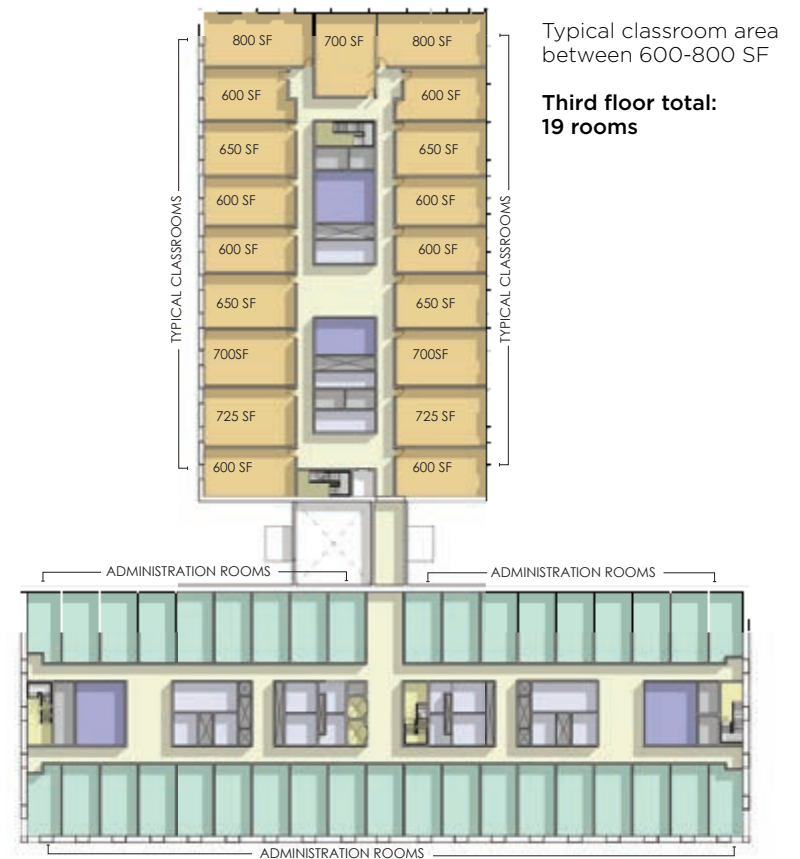 800 SF 700 SF 800 SF
600 SF 600 SF
650 SF 650 SF
600 SF 600 SF
600 SF 600 SF
650 SF 650 SF
700SF 700SF
725 SF 725 SF
600 SF 600 SF
TYPICAL CLASSROOMS
TYPICAL CLASSROOMS
Typical classroom area
between 600-800 SF
Third floor total:
19 rooms
ADMINISTRATION ROOMS
ADMINISTRATION ROOMS
ADMINISTRATION ROOMS